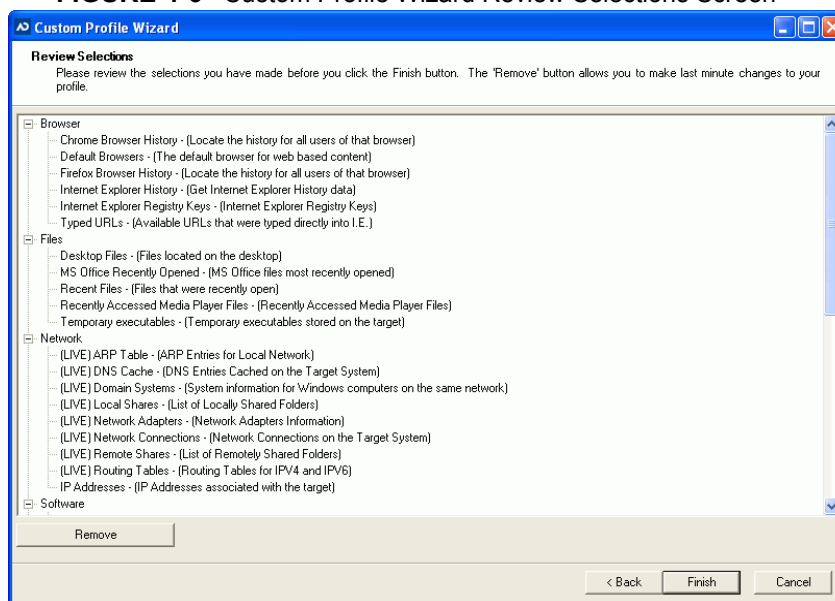 Custom Profile Wizard Review Selections Screen
Custom Profile Wizard
Review Selections
Please review the selections you have made before you click the Finish button. The 'Remove' button allows you to make last minute changes to your
profile.
Browser
Chrome Browser History - (Locate the history for all users of that browser)
Default Browsers - (The default browser for web based content)
Firefox Browser History - (Locate the history for all users of that browser)
Internet Explorer History - (Get Internet Explorer History data)
Internet Explorer Registry Keys - (Internet Explorer Registry Keys)
Typed URLs - (Available URLs that were typed directly into I.E.)
Files
Desktop Files - (Files located on the desktop)
MS Office Recently Opened - (MS Office files most recently opened)
Recent Files - (Files that were recently open)
Recently Accessed Media Player Files - (Recently Accessed Media Player Files)
Temporary executables - (Temporary executables stored on the target)
Network
(LIVE) ARP Table - (ARP Entries for Local Network)
(LIVE) DNS Cache - (DNS Entries Cached on the Target System)
(LIVE) Domain Systems - (System information for Windows computers on the same network)
(LIVE) Local Shares - (List of Locally Shared Folders)
(LIVE) Network Adapters - (Network Adapters Information)
(LIVE) Network Connections - (Network Connections on the Target System)
(LIVE) Remote Shares - (List of Remotely Shared Folders)
(LIVE) Routing Tables - (Routing Tables for IPV4 and IPV6)
IP Addresses - (IP Addresses associated with the target)
Software
Remove
< Back
Finish
Cancel